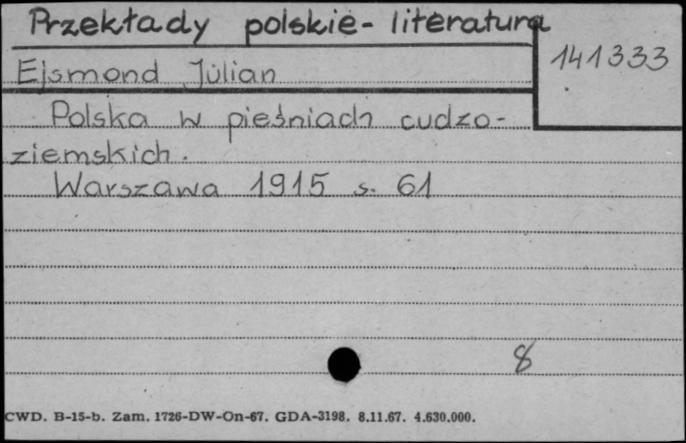 Przekłady polskie - literatura
141333
Ejsmond Julian
Polska w pieśniach cudzo-
ziemskich.
Warszawa 1915 s. 61
8
CWD. B-15-b. Zam. 1726-DW-On-67. GDA-3198. 8.11.67. 4.630.000.